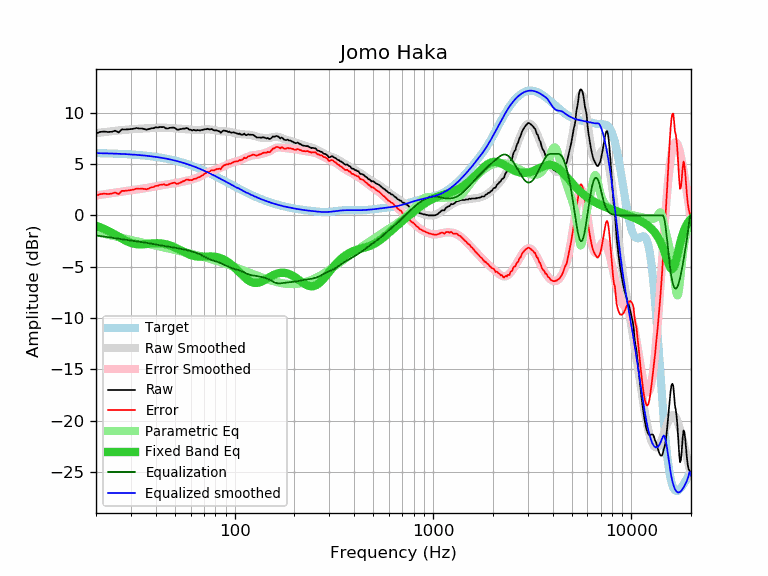 Jomo Haka
Amplitude (dBr)
10
5
0
−5
−10
−15
−20
−25
Target
Raw Smoothed
Error Smoothed
Raw
Error
Parametric Eq
Fixed Band Eq
Equalization
Equalized smoothed
100
1000
10000
Frequency (Hz)